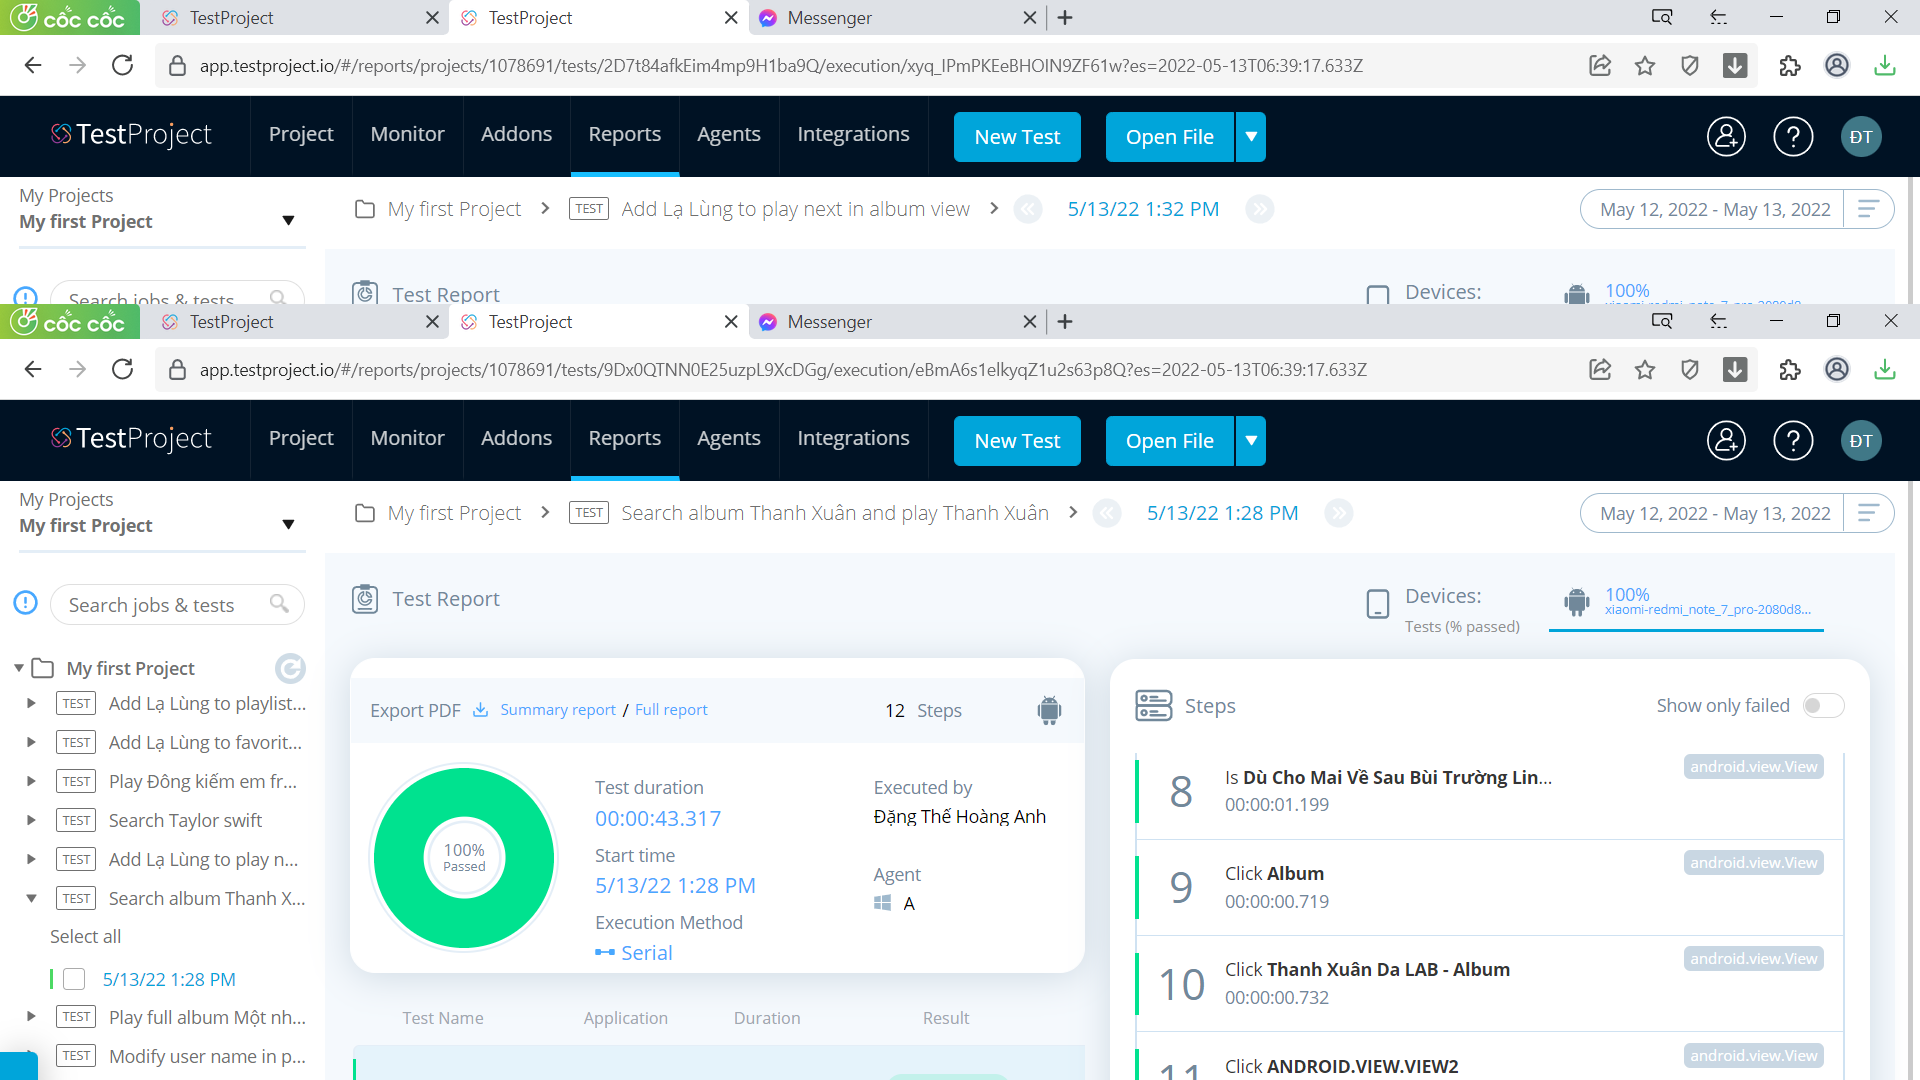 cốc cốc TestProject TestProject Messenger
app.testproject.io/#/reports/projects/1078691/tests/2D7t84afkEim4mp9H1ba9Q/execution/xyq_IPmPKEeBHOIN9ZF61w?es=2022-05-13T06:39:17.633Z
TestProject Project Monitor Addons Reports Agents Integrations New Test Open File ? ĐT
My Projects
My first Project
My first Project TEST Add Lạ Lùng to play next in album view 5/13/22 1:32 PM May 12, 2022 - May 13, 2022
Search jobs & tests
Test Report Devices: 100%
cốc cốc TestProject TestProject Messenger
app.testproject.io/#/reports/projects/1078691/tests/9Dx0QTNN0E25uzpL9XcDGg/execution/eBmA6s1elkyqZ1u2s63p8Q?es=2022-05-13T06:39:17.633Z
TestProject Project Monitor Addons Reports Agents Integrations New Test Open File ? ĐT
My Projects
My first Project
My first Project TEST Search album Thanh Xuân and play Thanh Xuân 5/13/22 1:28 PM May 12, 2022 - May 13, 2022
Search jobs & tests
My first Project
TEST Add Lạ Lùng to playlist...
TEST Add Lạ Lùng to favorit...
TEST Play Đông kiếm em fr...
TEST Search Taylor swift
TEST Add Lạ Lùng to play n...
TEST Search album Thanh X...
Select all
5/13/22 1:28 PM
TEST Play full album Một nh...
TEST Modify user name in p...
Test Report
Devices:
Tests (% passed)
100%
xiaomi-redmi_note_7_pro-2080d8...
Export PDF Summary report / Full report 12 Steps
100%
Passed
Test duration
00:00:43.317
Start time
5/13/22 1:28 PM
Execution Method
Serial
Executed by
Đặng Thế Hoàng Anh
Agent
A
Test Name Application Duration Result
Steps Show only failed
8 Is Dù Cho Mai Về Sau Bùi Trường Lin... android.view.View
00:00:01.199
9 Click Album android.view.View
00:00:00.719
10 Click Thanh Xuân Da LAB - Album android.view.View
00:00:00.732
11 Click ANDROID.VIEW.VIEW2 android.view.View